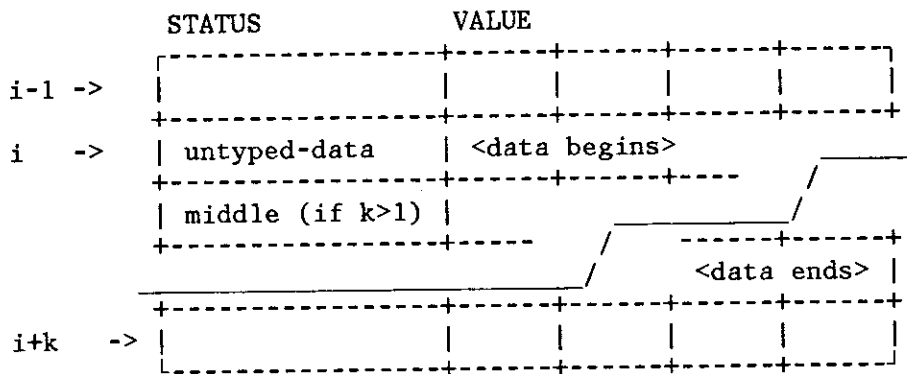 STATUS VALUE
i-1 ->
i -> untyped-data <data begins>
middle (if k>1)
<data ends>
i+k ->